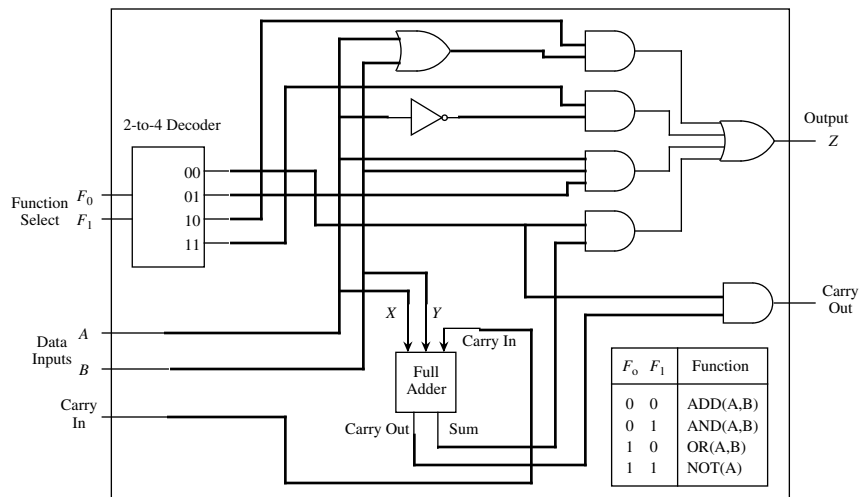 2-to-4 Decoder
00
01
10
11
Function
Select
F0
F1
Output
Z
Carry
Out
X
Y
Data
Inputs
A
B
Carry
In
Carry In
Full
Adder
Carry Out
Sum
Fo F1 Function
0 0 ADD(A,B)
0 1 AND(A,B)
1 0 OR(A,B)
1 1 NOT(A)